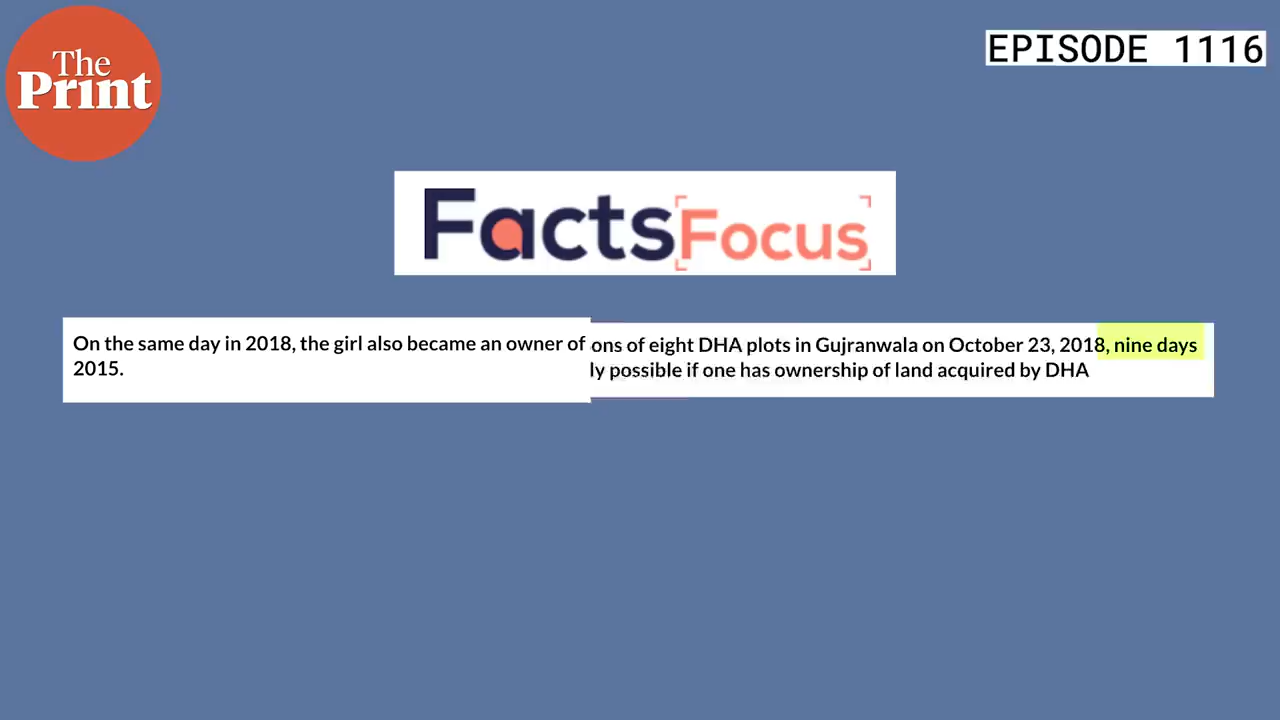 The
Print
EPISODE 1116
FactsFocus
On the same day in 2018, the girl also became an owner of
2015.
ons of eight DHA plots in Gujranwala on October 23, 2018, nine days
ly possible if one has ownership of land acquired by DHA